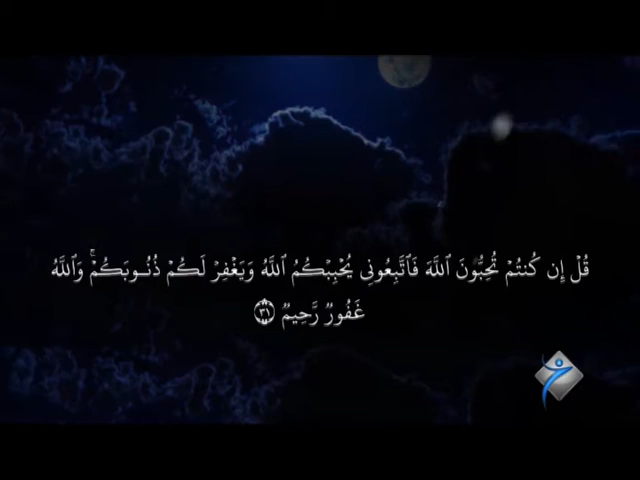 قُلْ إِن كُنتُمْ تُحِبُّونَ ٱللَّهَ فَٱتَّبِعُونِى يُحْبِبْكُمُ ٱللَّهُ وَيَغْفِرْ لَكُمْ ذُنُوبَكُمْ ۗ وَٱللَّهُ
غَفُورٌ رَّحِيمٌ ٣١